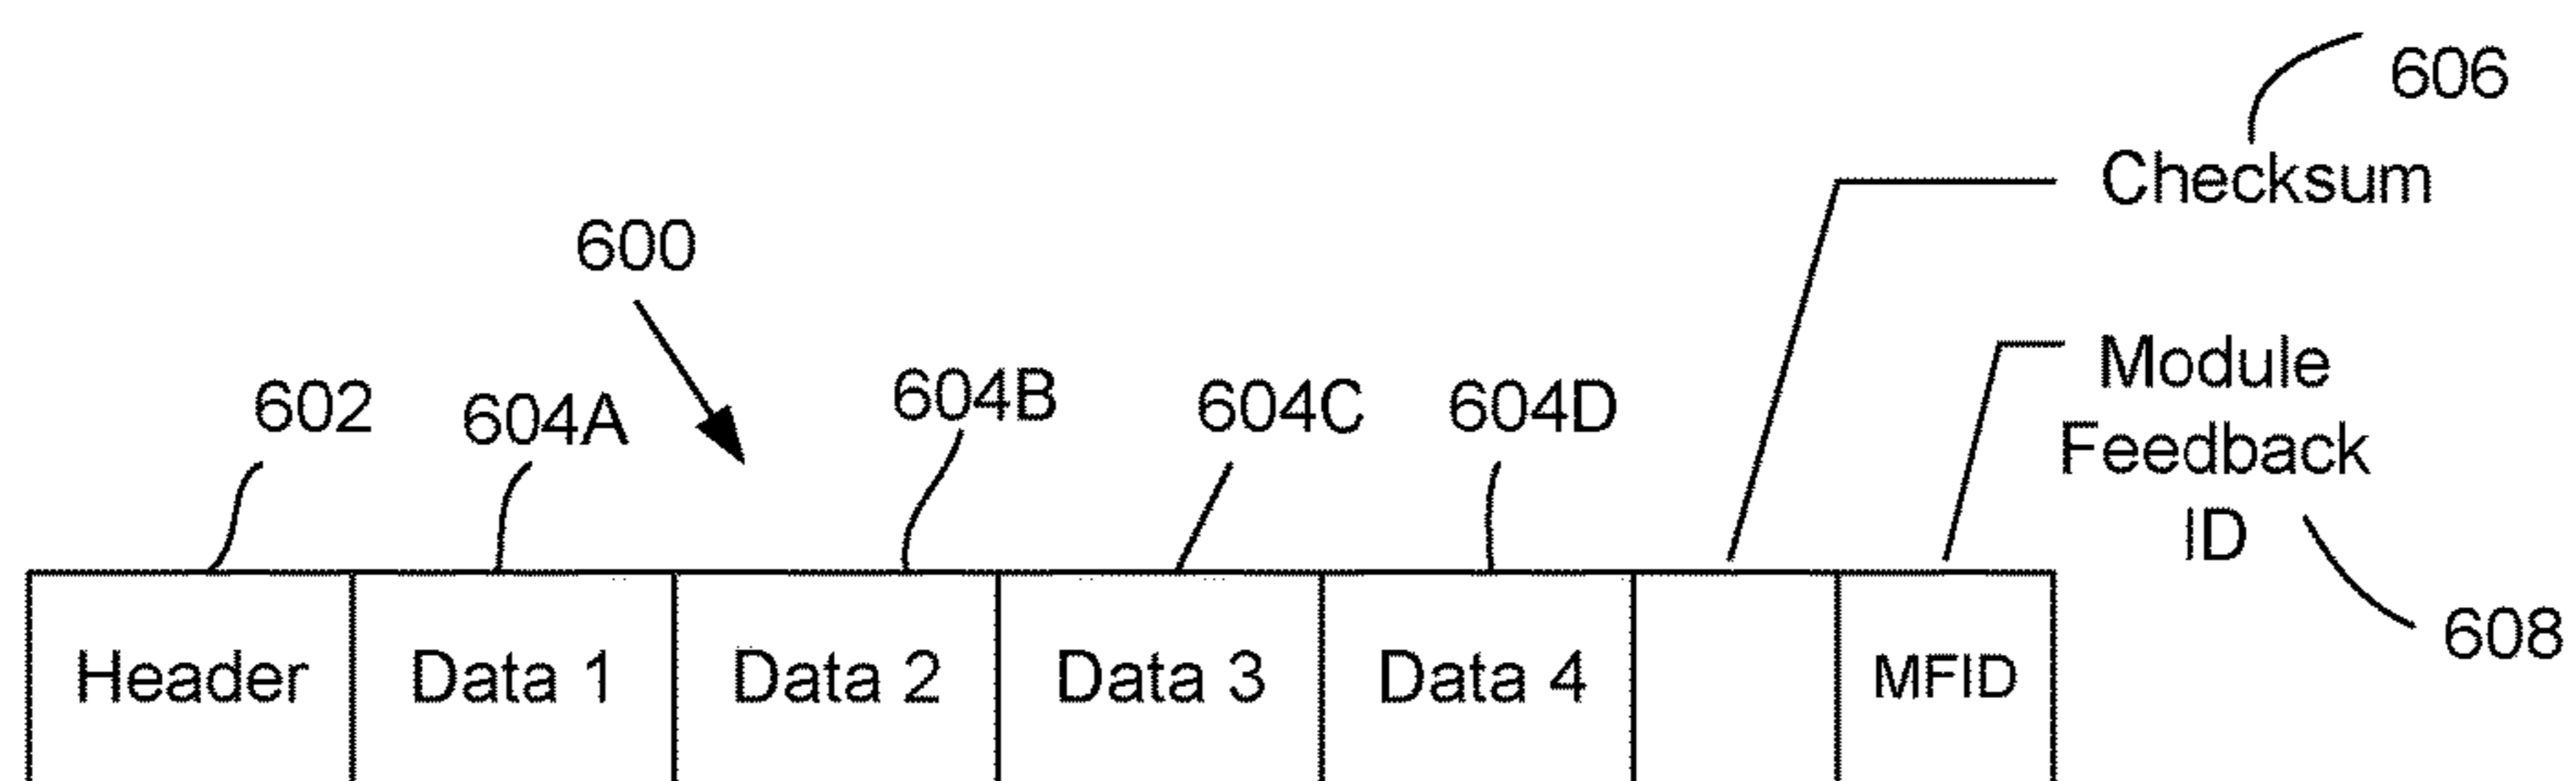 606
Checksum
600
Module
Feedback
ID
602
604A
604B
604C
604D
608
Header
Data 1
Data 2
Data 3
Data 4
MFID